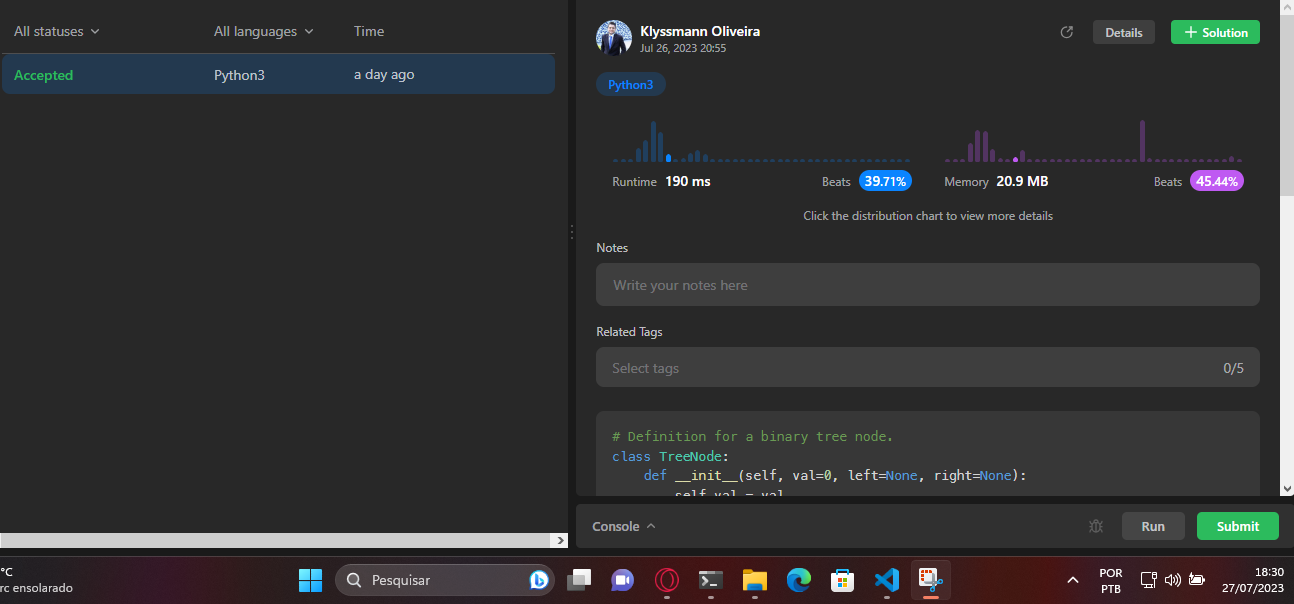 All statuses All languages Time
Accepted Python3 a day ago
Klyssmann Oliveira
Jul 26, 2023 20:55
Details
Solution
Python3
Runtime 190 ms Beats 39.71%
Memory 20.9 MB Beats 45.44%
Click the distribution chart to view more details
Notes
Write your notes here
Related Tags
Select tags 0/5
# Definition for a binary tree node.
class TreeNode:
def __init__(self, val=0, left=None, right=None):
self.val = val
Console Run Submit
°C
rc ensolarado
Pesquisar
POR
PTB
18:30
27/07/2023